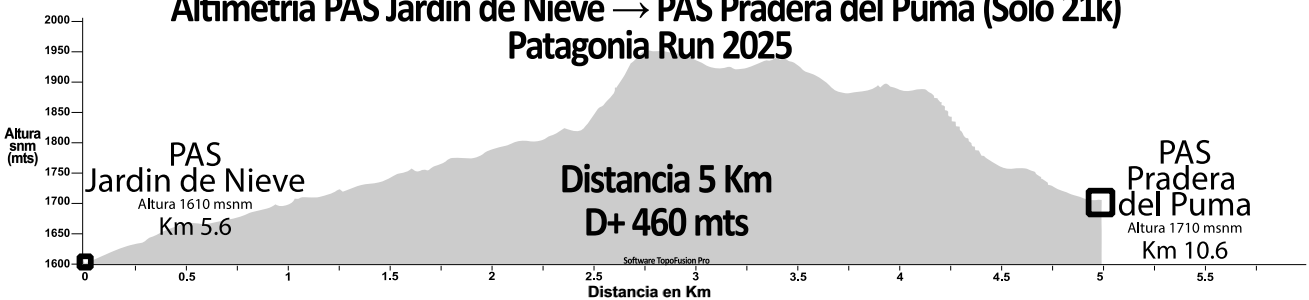 Altimetría PAS Jardin de Nieve → PAS Pradera del Puma (Solo 21k)
Patagonia Run 2025
2000
1950
1900
1850
1800
1750
1700
1650
1600
Altura
snm
(mts)
PAS
Jardin de Nieve
Altura 1610 msnm
Km 5.6
Distancia 5 Km
D+ 460 mts
Software TopoFusion Pro
PAS
Pradera
del Puma
Altura 1710 msnm
Km 10.6
0 0.5 1 1.5 2 2.5 3 3.5 4 4.5 5 5.5
Distancia en Km